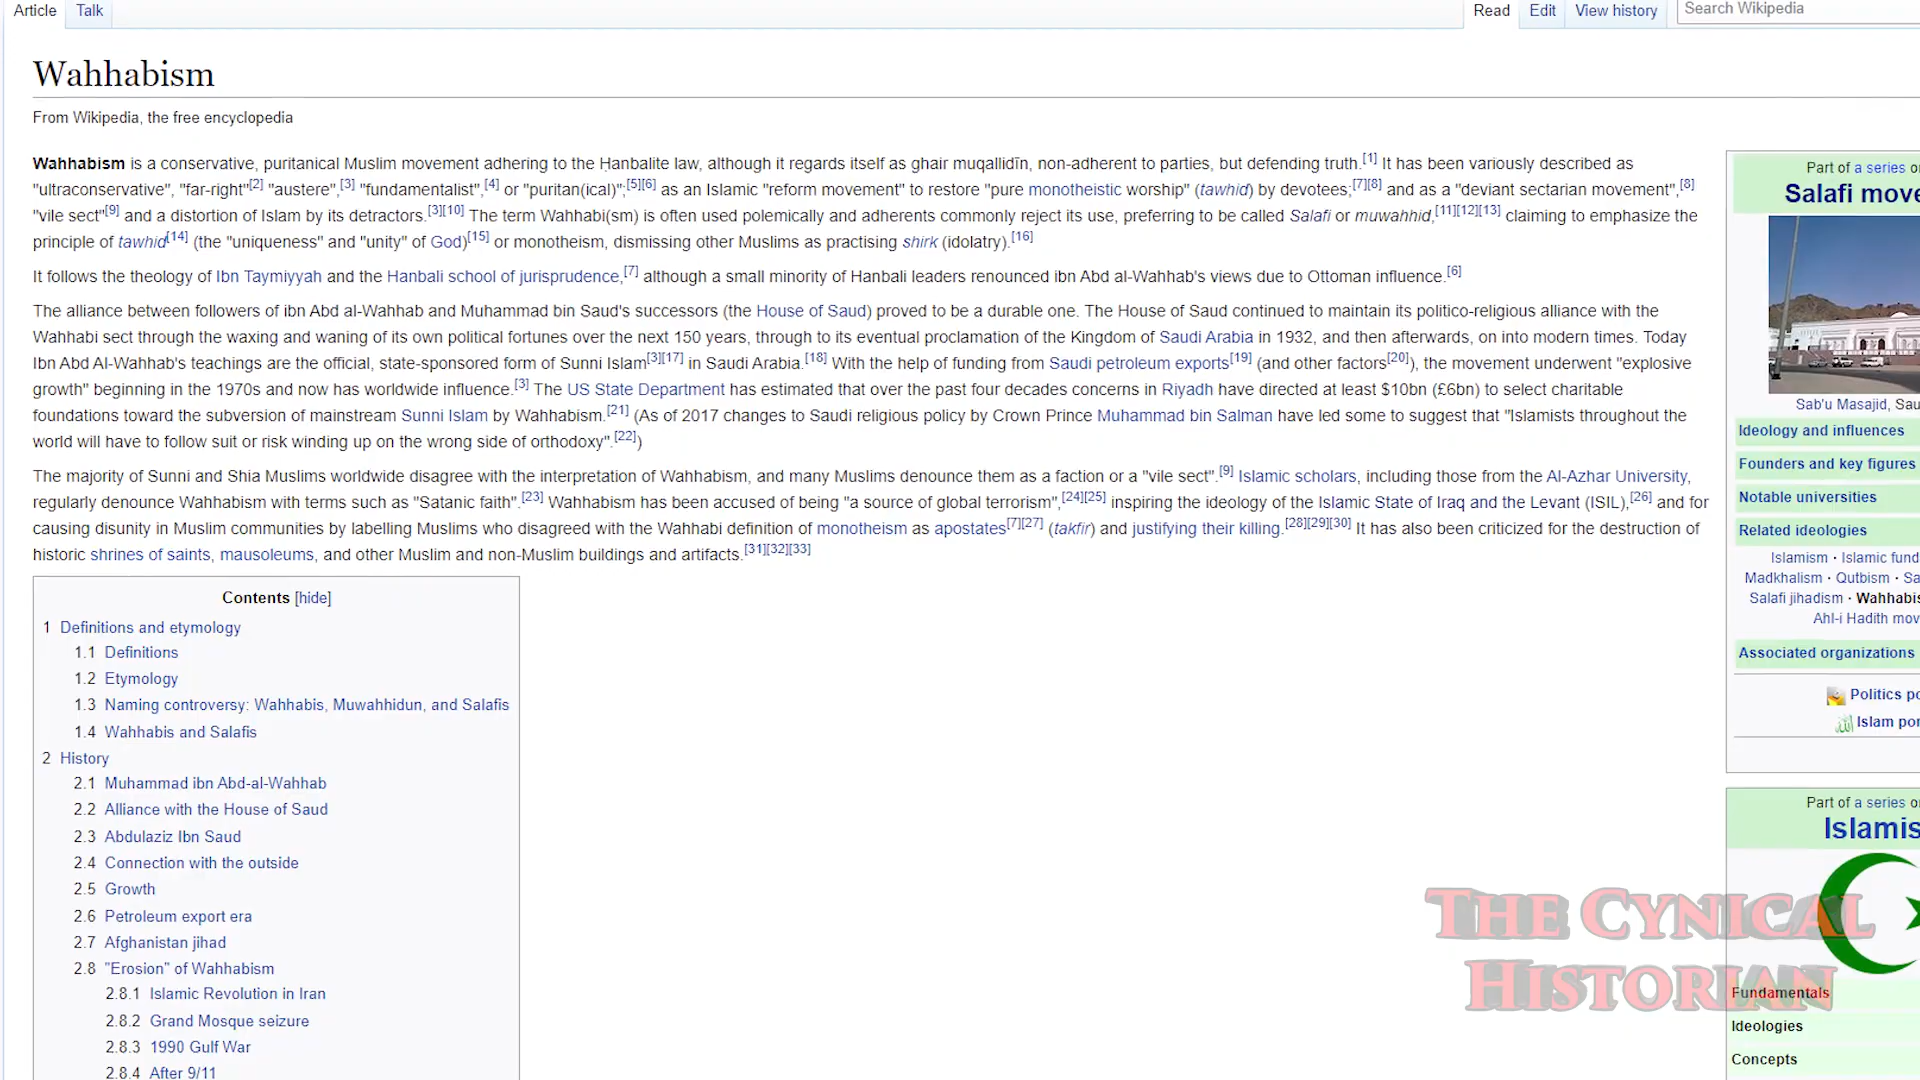 Article Talk Read Edit View history Search Wikipedia
Wahhabism
From Wikipedia, the free encyclopedia
Wahhabism is a conservative, puritanical Muslim movement adhering to the Ḥanbalite law, although it regards itself as ghair muqallidīn, non-adherent to parties, but defending truth.[1] It has been variously described as
"ultraconservative", "far-right"[2] "austere",[3] "fundamentalist",[4] or "puritan(ical)";[5][6] as an Islamic "reform movement" to restore "pure monotheistic worship" (tawhid) by devotees;[7][8] and as a "deviant sectarian movement",[8]
"vile sect"[9] and a distortion of Islam by its detractors.[3][10] The term Wahhabi(sm) is often used polemically and adherents commonly reject its use, preferring to be called Salafi or muwahhid,[11][12][13] claiming to emphasize the
principle of tawhid[14] (the "uniqueness" and "unity" of God)[15] or monotheism, dismissing other Muslims as practising shirk (idolatry).[16]
It follows the theology of Ibn Taymiyyah and the Hanbali school of jurisprudence,[7] although a small minority of Hanbali leaders renounced ibn Abd al-Wahhab's views due to Ottoman influence.[6]
The alliance between followers of ibn Abd al-Wahhab and Muhammad bin Saud's successors (the House of Saud) proved to be a durable one. The House of Saud continued to maintain its politico-religious alliance with the
Wahhabi sect through the waxing and waning of its own political fortunes over the next 150 years, through to its eventual proclamation of the Kingdom of Saudi Arabia in 1932, and then afterwards, on into modern times. Today
Ibn Abd Al-Wahhab's teachings are the official, state-sponsored form of Sunni Islam[3][17] in Saudi Arabia.[18] With the help of funding from Saudi petroleum exports[19] (and other factors[20]), the movement underwent "explosive
growth" beginning in the 1970s and now has worldwide influence.[3] The US State Department has estimated that over the past four decades concerns in Riyadh have directed at least $10bn (£6bn) to select charitable
foundations toward the subversion of mainstream Sunni Islam by Wahhabism.[21] (As of 2017 changes to Saudi religious policy by Crown Prince Muhammad bin Salman have led some to suggest that "Islamists throughout the
world will have to follow suit or risk winding up on the wrong side of orthodoxy".[22])
The majority of Sunni and Shia Muslims worldwide disagree with the interpretation of Wahhabism, and many Muslims denounce them as a faction or a "vile sect".[9] Islamic scholars, including those from the Al-Azhar University,
regularly denounce Wahhabism with terms such as "Satanic faith".[23] Wahhabism has been accused of being "a source of global terrorism",[24][25] inspiring the ideology of the Islamic State of Iraq and the Levant (ISIL),[26] and for
causing disunity in Muslim communities by labelling Muslims who disagreed with the Wahhabi definition of monotheism as apostates[7][27] (takfir) and justifying their killing.[28][29][30] It has also been criticized for the destruction of
historic shrines of saints, mausoleums, and other Muslim and non-Muslim buildings and artifacts.[31][32][33]
Contents [hide]
1 Definitions and etymology
1.1 Definitions
1.2 Etymology
1.3 Naming controversy: Wahhabis, Muwahhidun, and Salafis
1.4 Wahhabis and Salafis
2 History
2.1 Muhammad ibn Abd-al-Wahhab
2.2 Alliance with the House of Saud
2.3 Abdulaziz Ibn Saud
2.4 Connection with the outside
2.5 Growth
2.6 Petroleum export era
2.7 Afghanistan jihad
2.8 "Erosion" of Wahhabism
2.8.1 Islamic Revolution in Iran
2.8.2 Grand Mosque seizure
2.8.3 1990 Gulf War
2.8.4 After 9/11
Part of a series o
Salafi move
Sab'u Masajid, Sau
Ideology and influences
Founders and key figures
Notable universities
Related ideologies
Islamism · Islamic fund
Madkhalism · Qutbism · Sa
Salafi jihadism · Wahhabis
Ahl-i Hadith mov
Associated organizations
Politics po
Islam por
Part of a series o
Islamis
Fundamentals
Ideologies
Concepts
THE CYNICAL
HISTORIAN